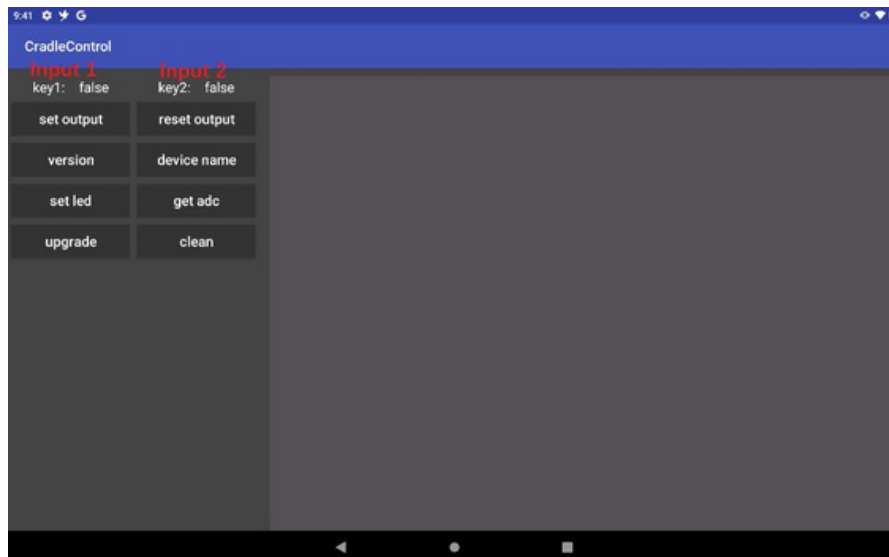 9:41 G
CradleControl
Input 1 Input 2
key1: false key2: false
set output reset output
version device name
set led get adc
upgrade clean